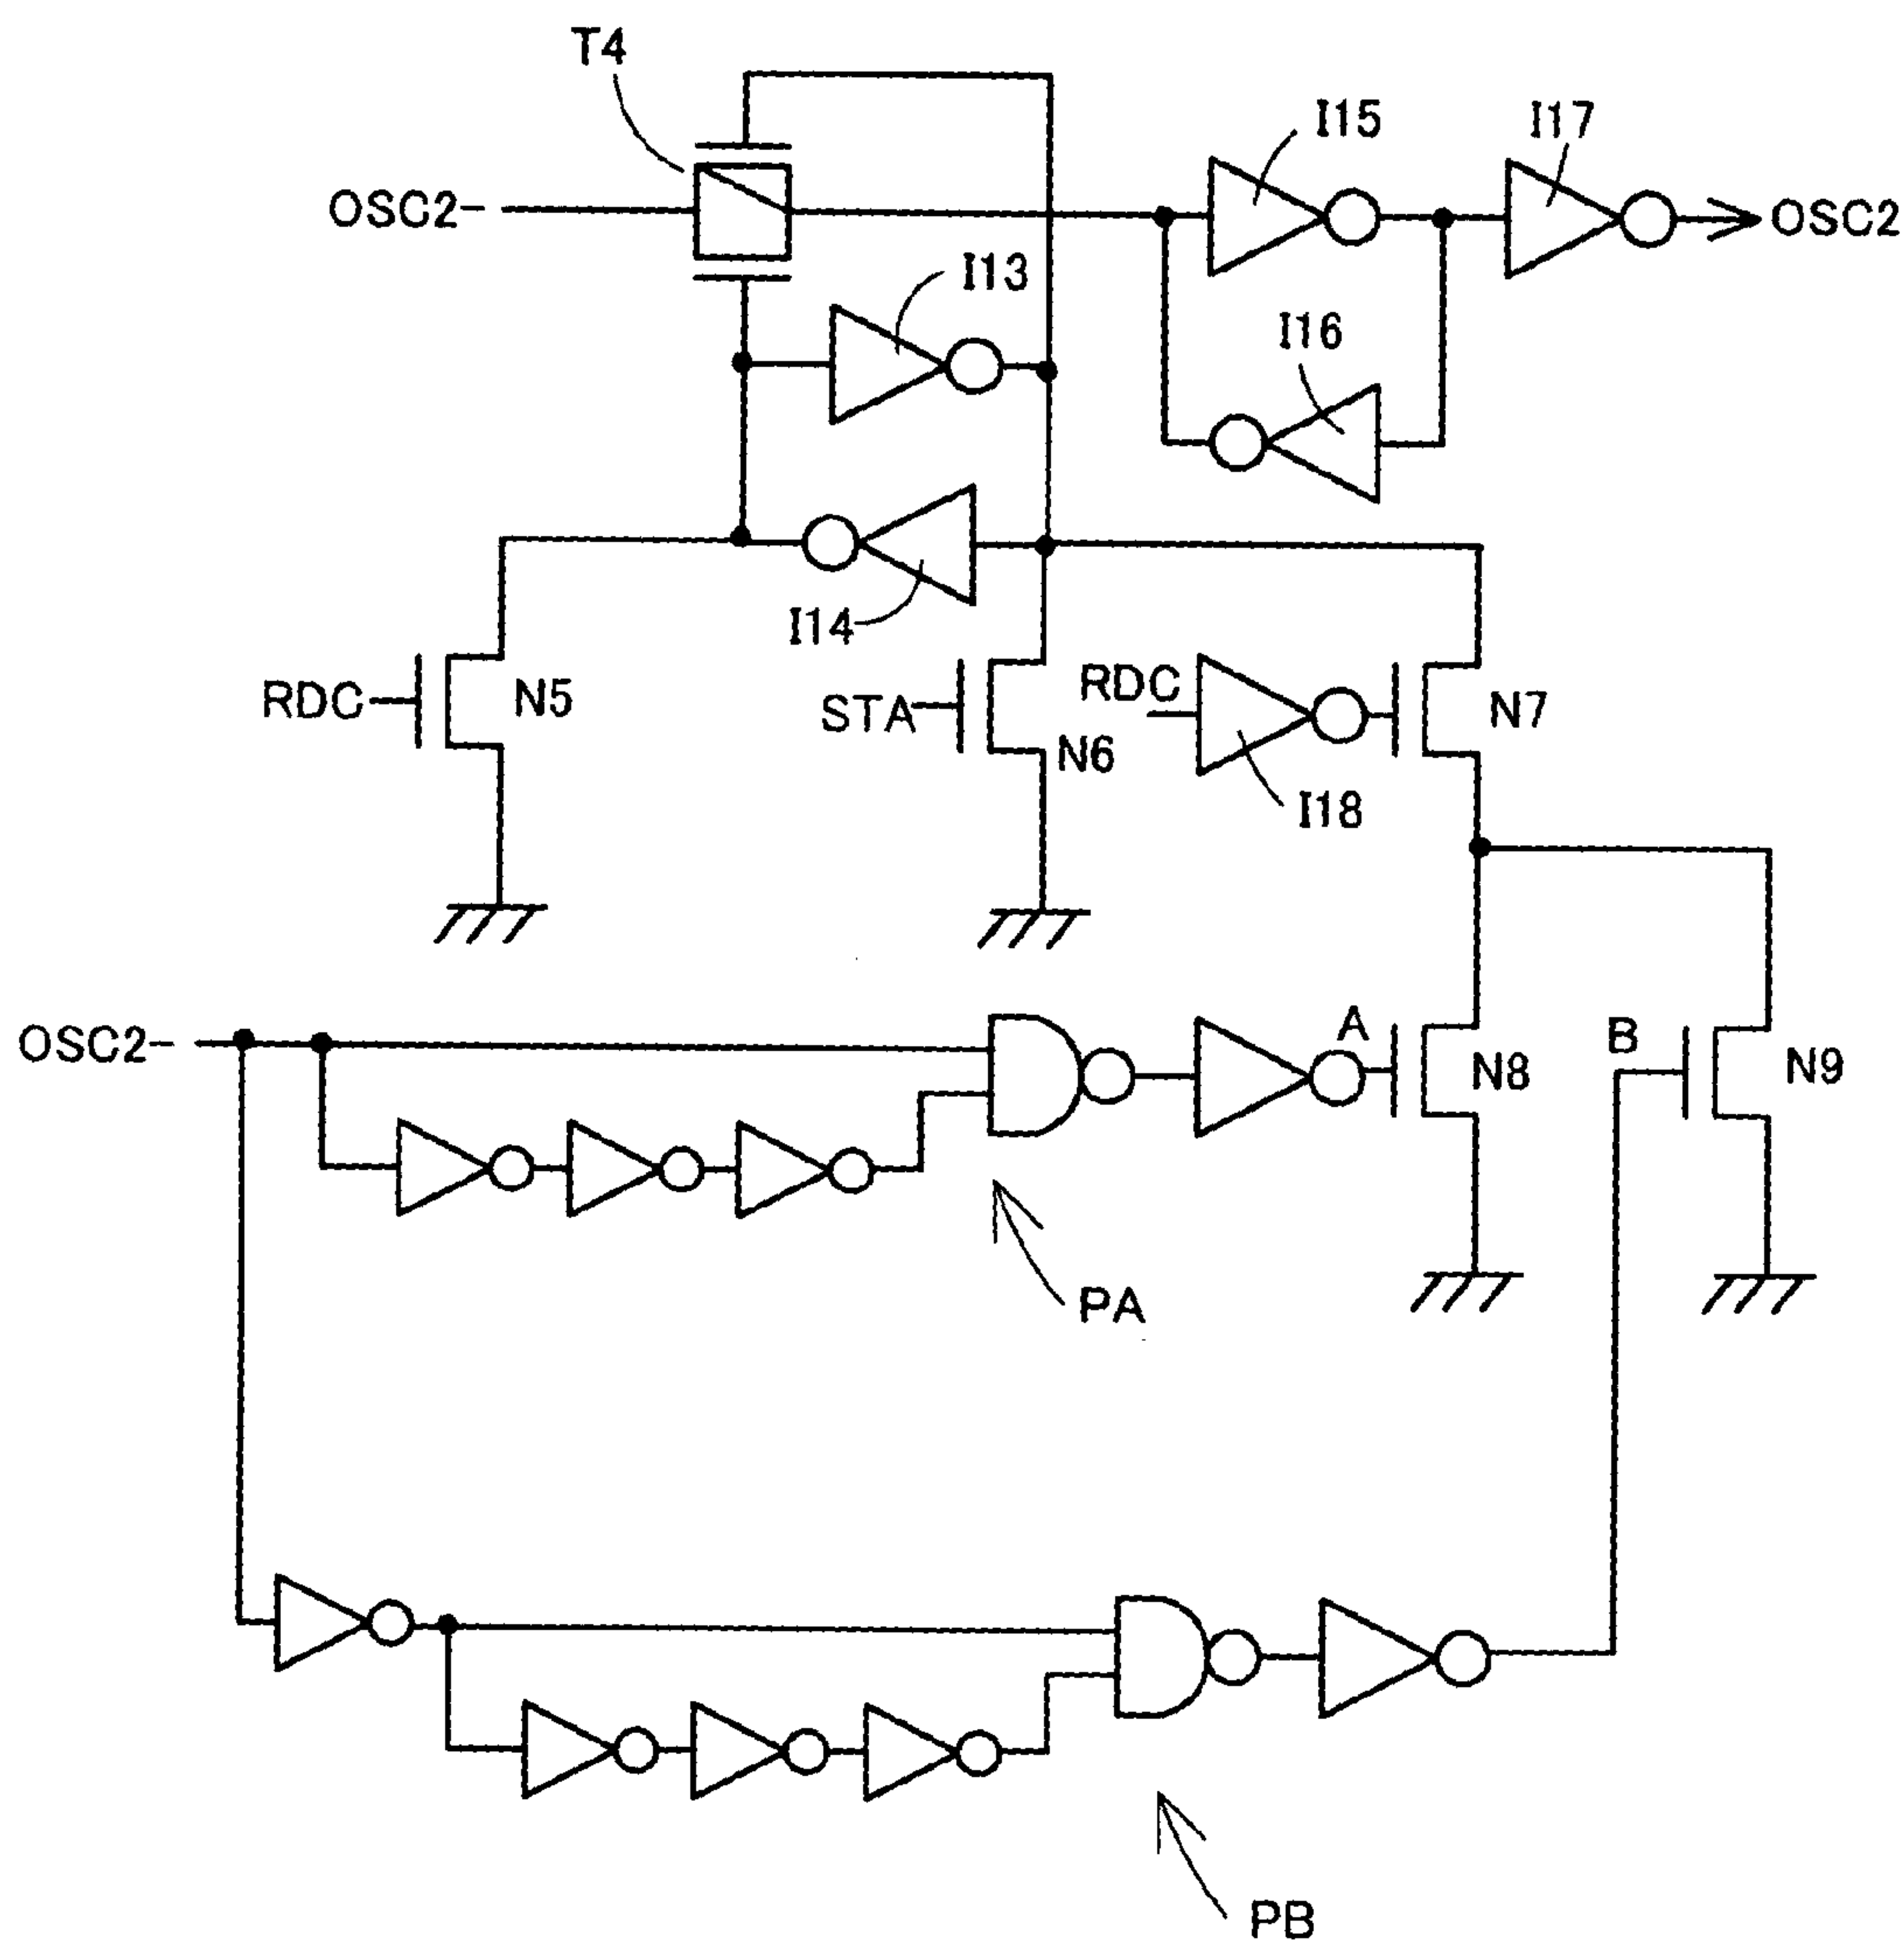 T4
I15
I17
OSC2-
OSC2
I13
I16
I14
RDC
N5
STA
N6
RDC
N7
I18
OSC2-
A
N8
B
N9
PA
PB